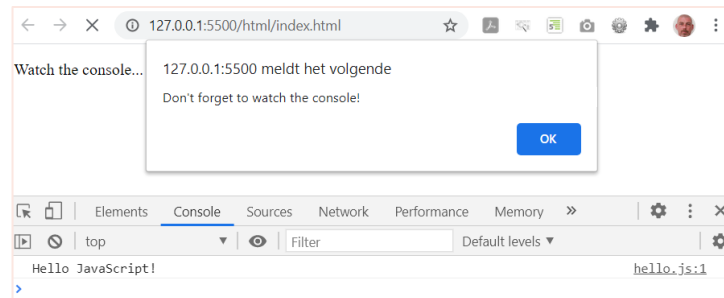 127.0.0.1:5500/html/index.html
Watch the console...
127.0.0.1:5500 meldt het volgende
Don't forget to watch the console!
OK
Elements Console Sources Network Performance Memory »
top Filter Default levels ▼
Hello JavaScript! hello.js:1